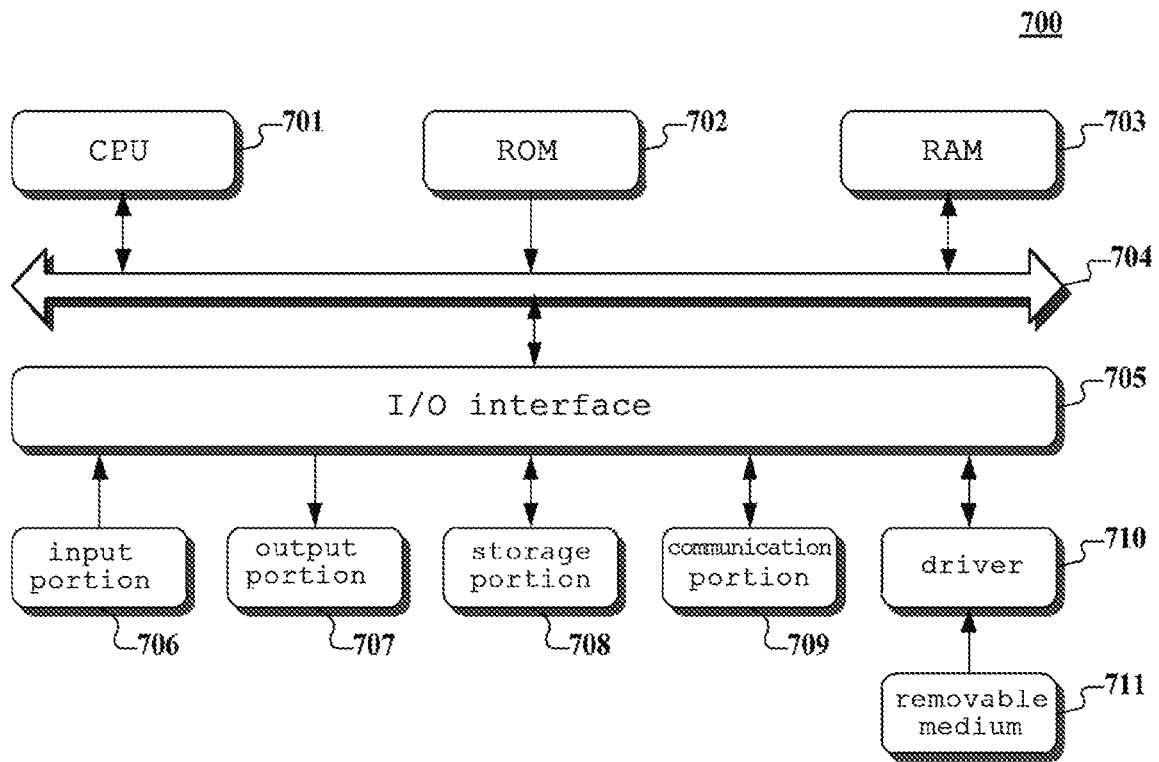 700
CPU
701
ROM
702
RAM
703
704
I/O interface
705
input
portion
706
output
portion
707
storage
portion
708
communication
portion
709
driver
710
removable
medium
711